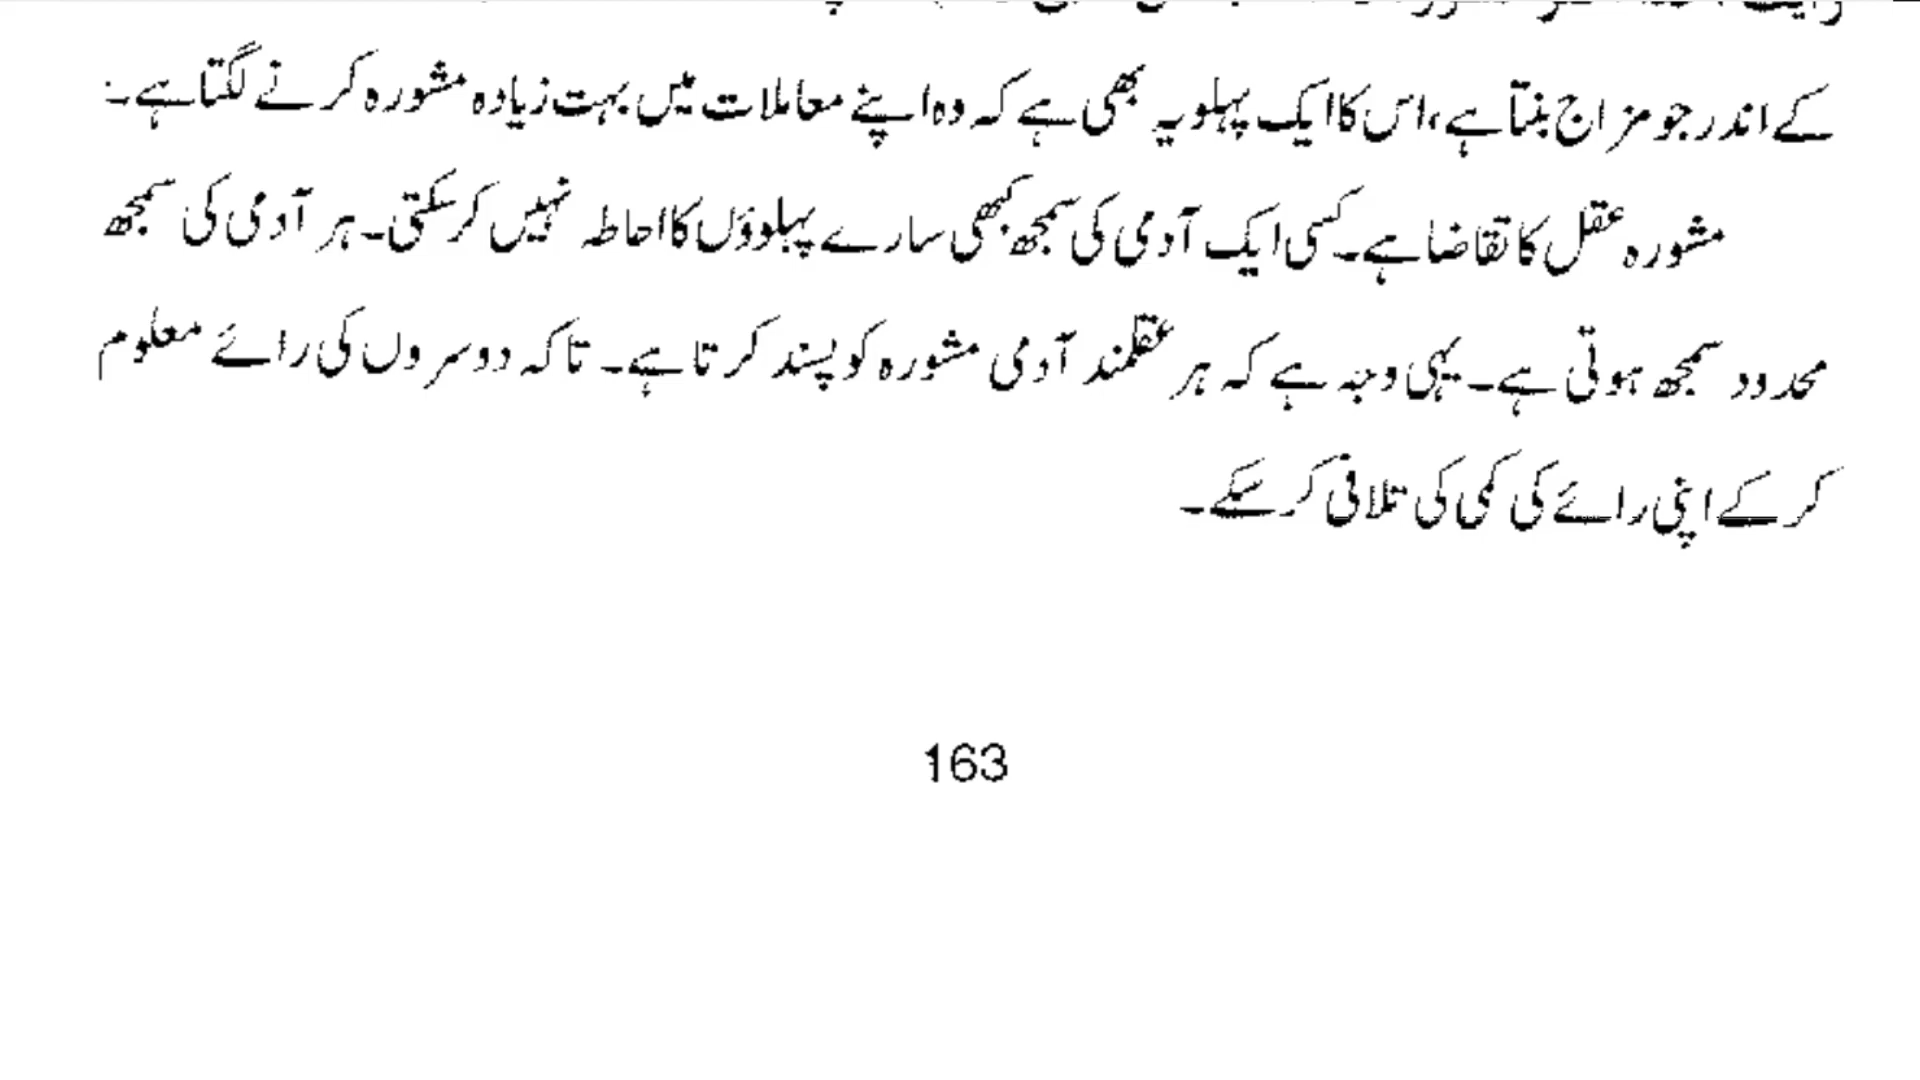 کے اندر جو مزاج بنتا ہے، اس کا ایک پہلو یہ بھی ہے کہ وہ اپنے معاملات میں بہت زیادہ مشورہ کرنے لگتا ہے۔
مشورہ عقل کا تقاضا ہے۔ کسی ایک آدمی کی سمجھ کبھی سارے پہلوؤں کا احاطہ نہیں کر سکتی۔ ہر آدمی کی سمجھ
محدود سمجھ ہوتی ہے۔ یہی وجہ ہے کہ ہر عقلمند آدمی مشورہ کو پسند کرتا ہے۔ تاکہ دوسروں کی رائے معلوم
کر کے اپنی رائے کی کمی کی تلافی کر سکے۔
163